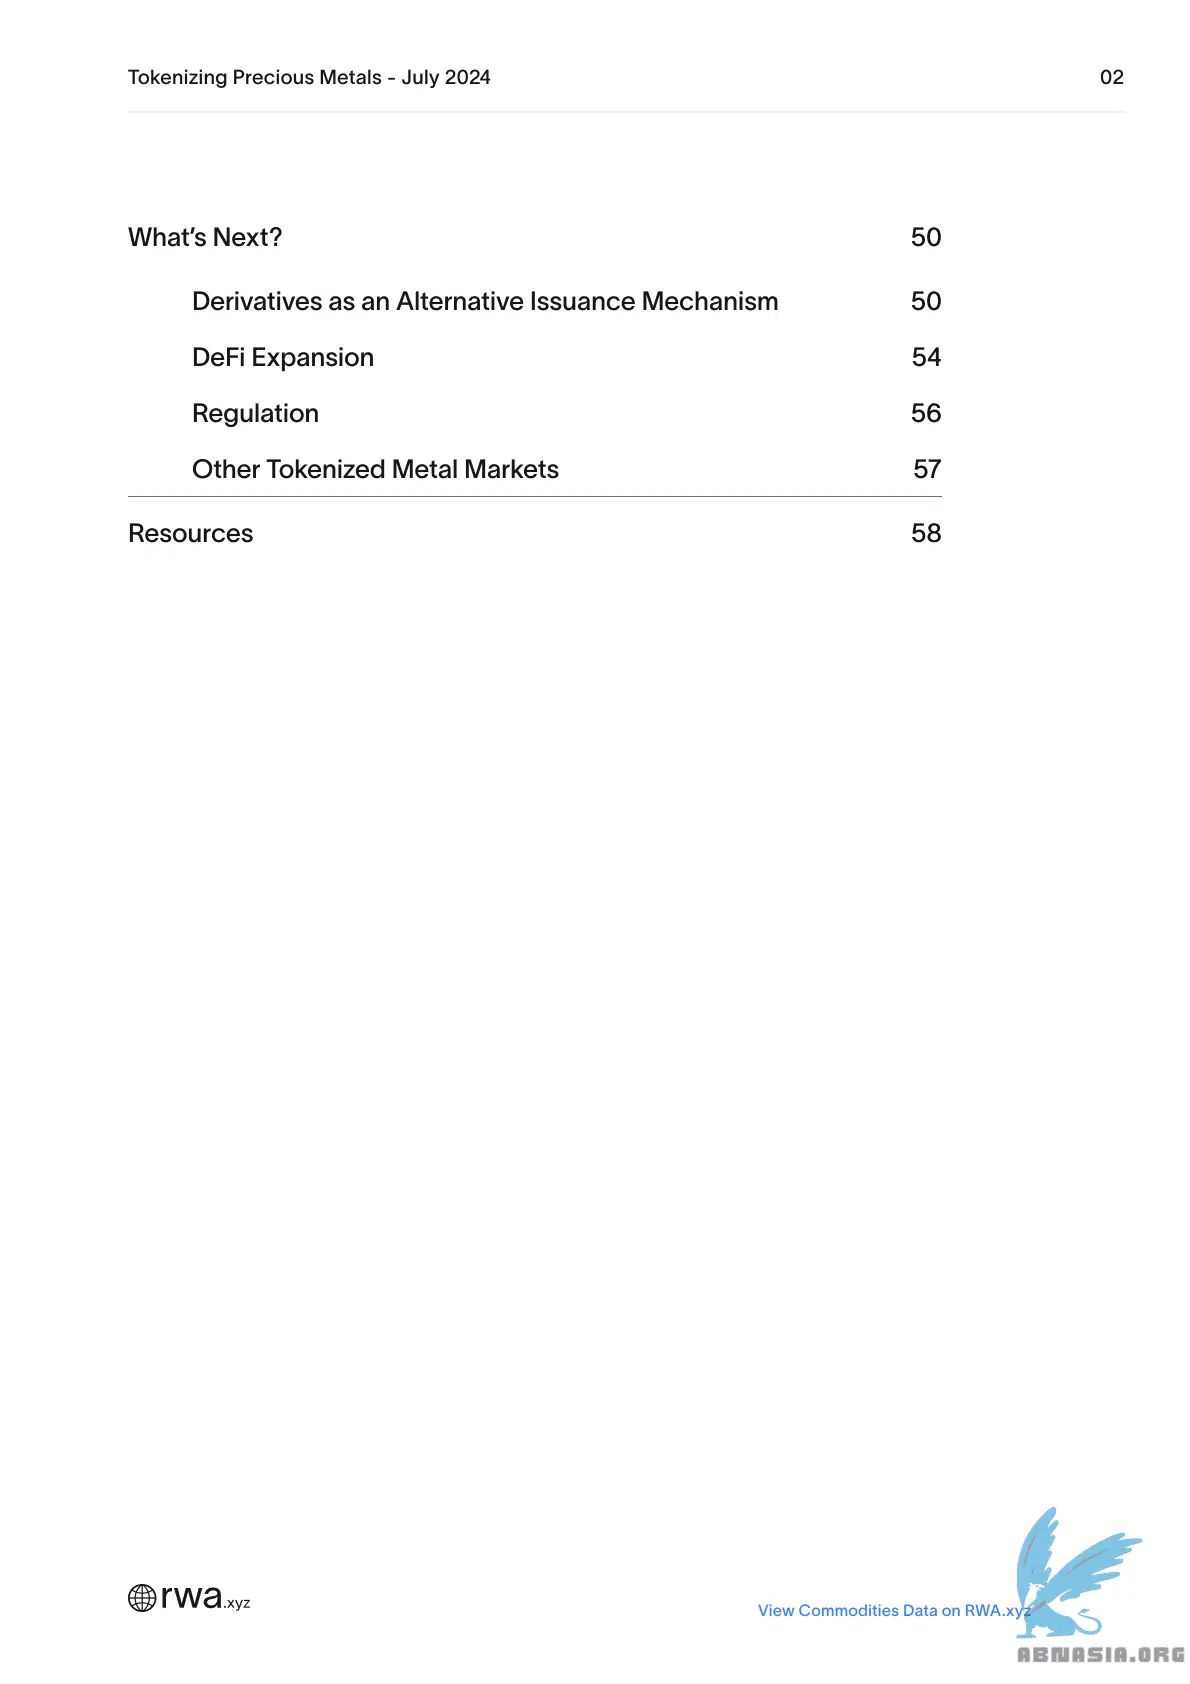 Tokenizing Precious Metals - July 2024 02
What's Next? 50
Derivatives as an Alternative Issuance Mechanism 50
DeFi Expansion 54
Regulation 56
Other Tokenized Metal Markets 57
Resources 58
rwa.xyz
View Commodities Data on RWA.xyz
ABNASIA.ORG